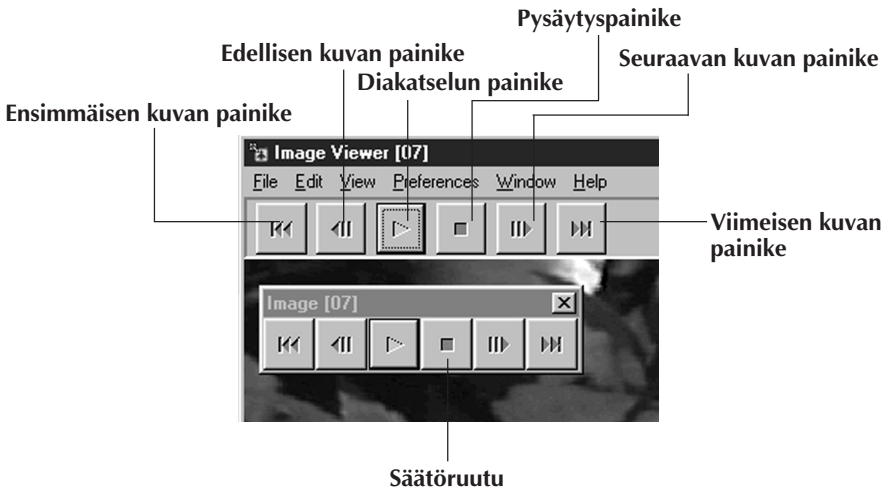 Pysäytyspainike
Edellisen kuvan painike
Seuraavan kuvan painike
Diakatselun painike
Ensimmäisen kuvan painike
Image Viewer [07]
File Edit View Preferences Window Help
Viimeisen kuvan
painike
Image [07]
Säätöruutu